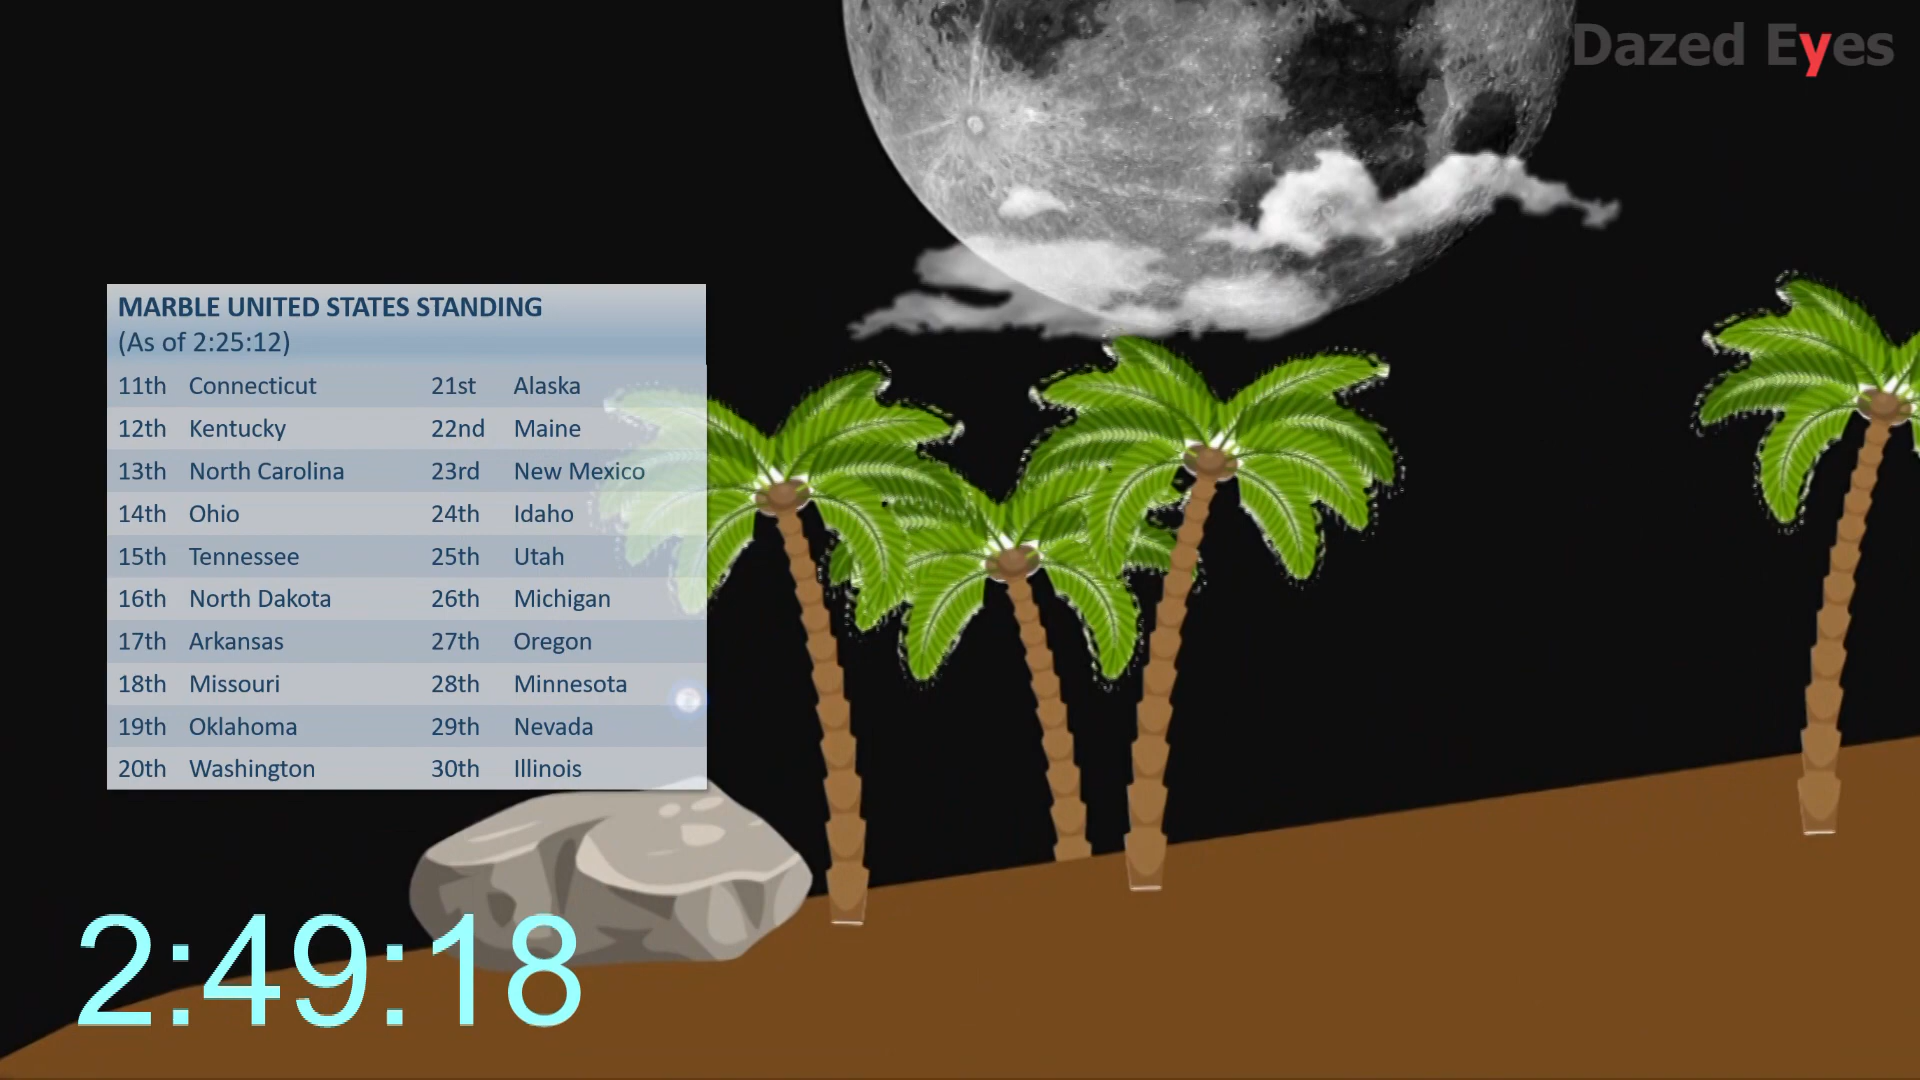 Dazed Eyes
MARBLE UNITED STATES STANDING
(As of 2:25:12)
11th Connecticut 21st Alaska
12th Kentucky 22nd Maine
13th North Carolina 23rd New Mexico
14th Ohio 24th Idaho
15th Tennessee 25th Utah
16th North Dakota 26th Michigan
17th Arkansas 27th Oregon
18th Missouri 28th Minnesota
19th Oklahoma 29th Nevada
20th Washington 30th Illinois
2:49:18